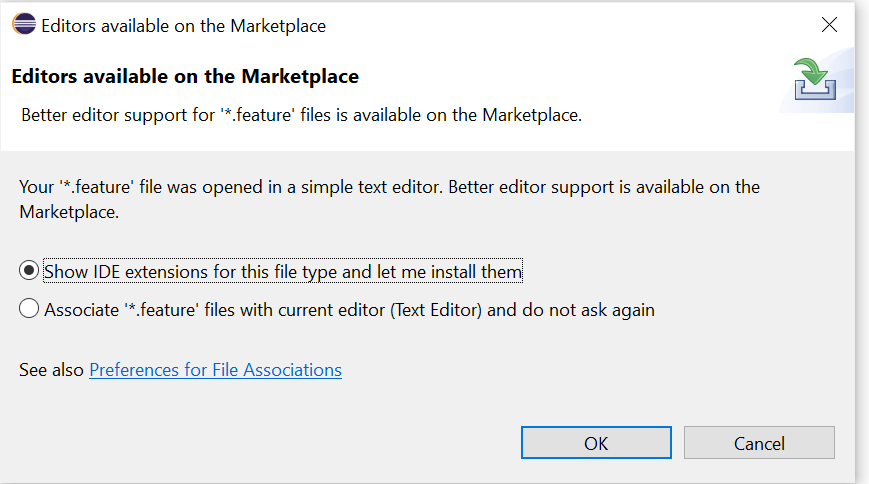 Editors available on the Marketplace
Editors available on the Marketplace
Better editor support for '*.feature' files is available on the Marketplace.
Your '*.feature' file was opened in a simple text editor. Better editor support is available on the
Marketplace.
Show IDE extensions for this file type and let me install them
Associate '*.feature' files with current editor (Text Editor) and do not ask again
See also Preferences for File Associations
OK Cancel